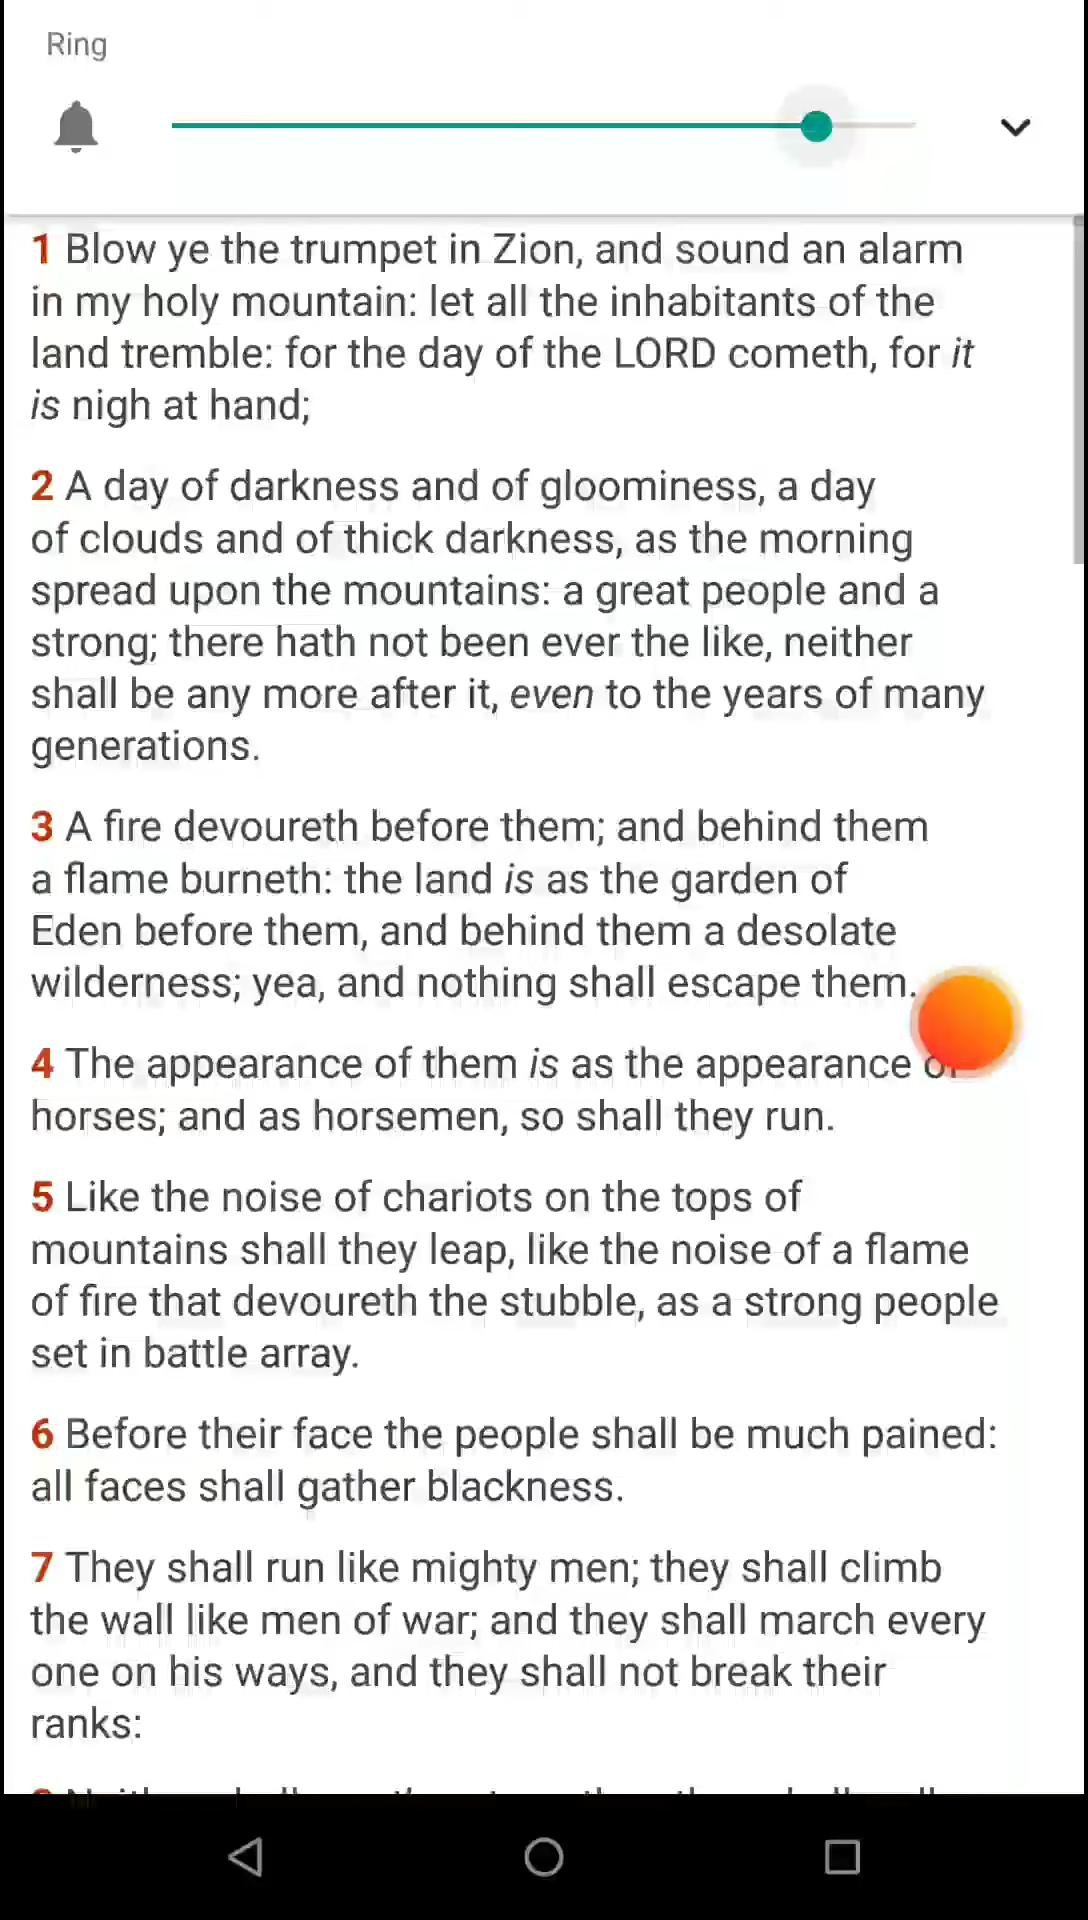 Ring
1 Blow ye the trumpet in Zion, and sound an alarm
in my holy mountain: let all the inhabitants of the
land tremble: for the day of the LORD cometh, for it
is nigh at hand;
2 A day of darkness and of gloominess, a day
of clouds and of thick darkness, as the morning
spread upon the mountains: a great people and a
strong; there hath not been ever the like, neither
shall be any more after it, even to the years of many
generations.
3 A fire devoureth before them; and behind them
a flame burneth: the land is as the garden of
Eden before them, and behind them a desolate
wilderness; yea, and nothing shall escape them.
4 The appearance of them is as the appearance of
horses; and as horsemen, so shall they run.
5 Like the noise of chariots on the tops of
mountains shall they leap, like the noise of a flame
of fire that devoureth the stubble, as a strong people
set in battle array.
6 Before their face the people shall be much pained:
all faces shall gather blackness.
7 They shall run like mighty men; they shall climb
the wall like men of war; and they shall march every
one on his ways, and they shall not break their
ranks: